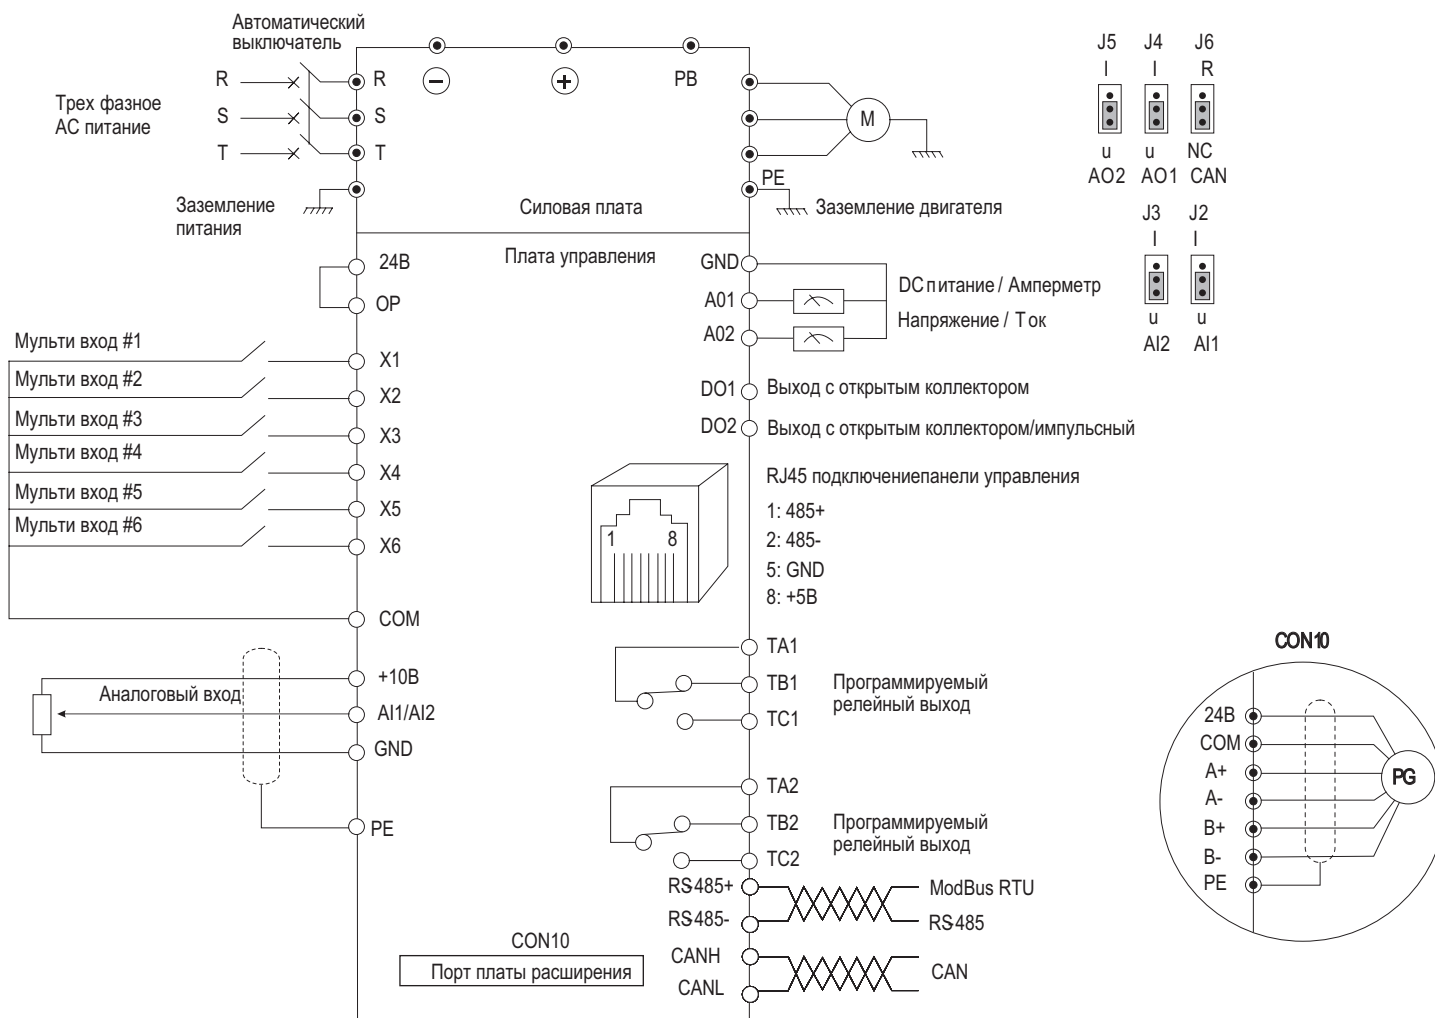 Автоматический
выключатель
R
S
T
Трех фазное
АС питание
R
S
T
−
+
PB
M
PE
Заземление
питания
Силовая плата
Заземление двигателя
J5 J4 J6
I I R
u u NC
AO2 AO1 CAN
J3 J2
I I
u u
AI2 AI1
Плата управления
24В
OP
Мульти вход #1
X1
Мульти вход #2
X2
Мульти вход #3
X3
Мульти вход #4
X4
Мульти вход #5
X5
Мульти вход #6
X6
COM
+10В
Аналоговый вход
AI1/AI2
GND
PE
GND
A01
A02
DC питание / Амперметр
Напряжение / Ток
DO1 Выход с открытым коллектором
DO2 Выход с открытым коллектором/импульсный
RJ45 подключениепанели управления
1: 485+
2: 485-
5: GND
8: +5В
1 8
TA1
TB1
TC1
Программируемый
релейный выход
TA2
TB2
TC2
Программируемый
релейный выход
RS-485+
RS-485-
ModBus RTU
RS-485
CANH
CANL
CAN
CON10
Порт платы расширения
CON10
24В
COM
A+
A-
B+
B-
PE
PG